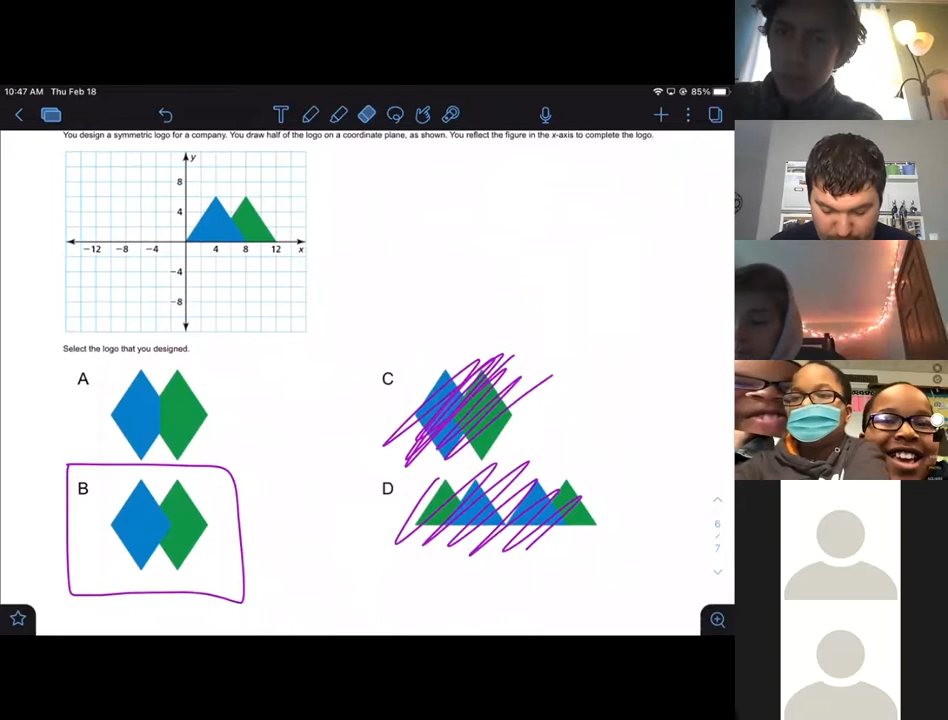 10:47 AM Thu Feb 18
85%
T
You design a symmetric logo for a company. You draw half of the logo on a coordinate plane, as shown. You reflect the figure in the x-axis to complete the logo.
y
8
4
−12 −8 −4 4 8 12 x
−4
−8
Select the logo that you designed.
A
C
B
D
6
/
7